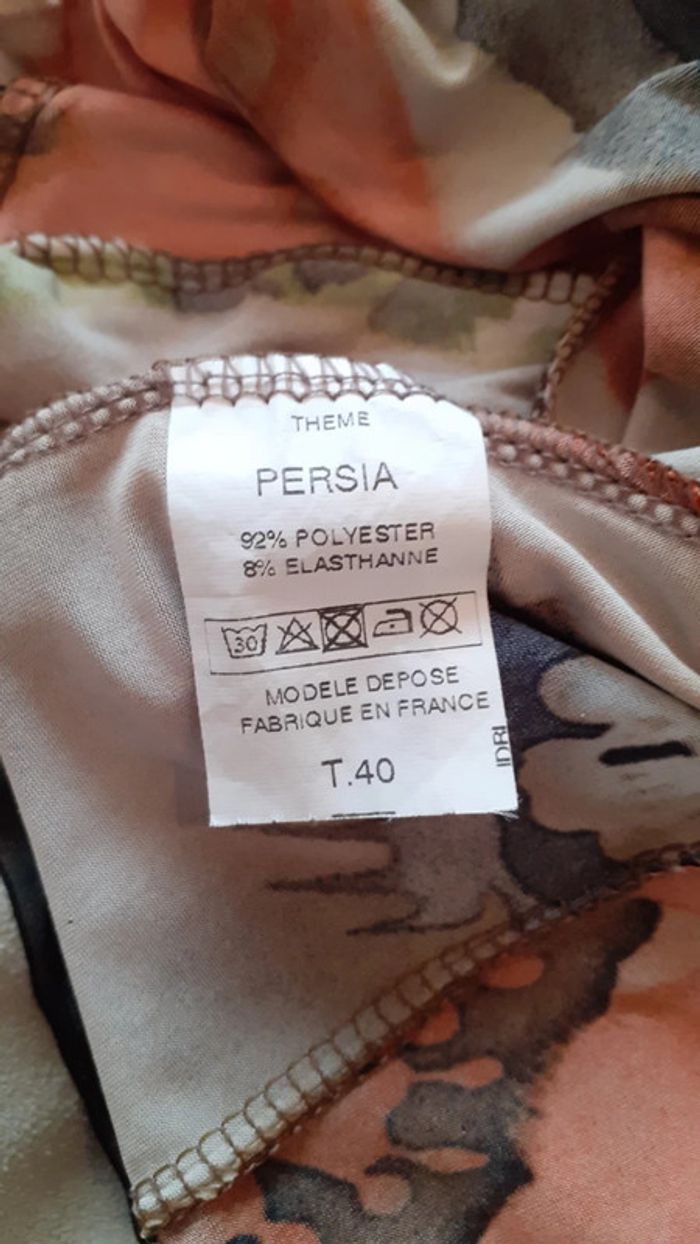 THEME
PERSIA
92% POLYESTER
8% ELASTHANNE
30
MODELE DEPOSE
FABRIQUE EN FRANCE
IDRI
T.40